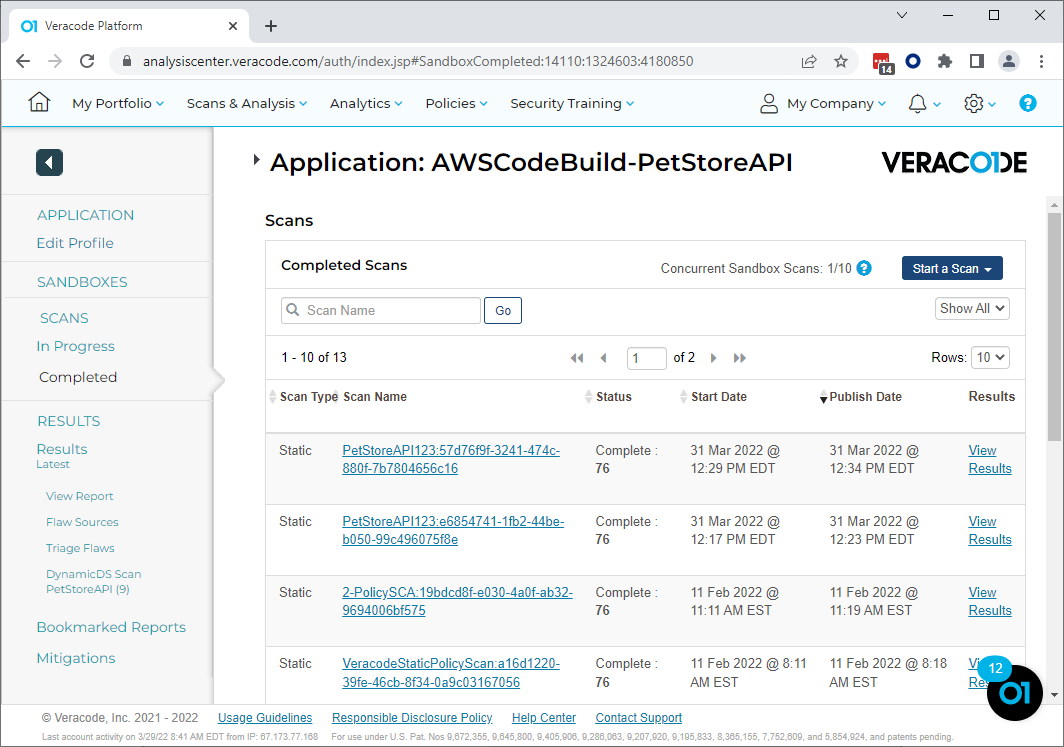 Veracode Platform
analysiscenter.veracode.com/auth/index.jsp#SandboxCompleted:14110:1324603:4180850
14
My Portfolio
Scans & Analysis
Analytics
Policies
Security Training
My Company
?
APPLICATION
Edit Profile
SANDBOXES
SCANS
In Progress
Completed
RESULTS
Results
Latest
View Report
Flaw Sources
Triage Flaws
DynamicDS Scan
PetStoreAPI (9)
Bookmarked Reports
Mitigations
Application: AWSCodeBuild-PetStoreAPI
VERACODE
Scans
Completed Scans
Concurrent Sandbox Scans: 1/10 ?
Start a Scan
Scan Name
Go
Show All
1 - 10 of 13
1 of 2
Rows: 10
Scan Type Scan Name Status Start Date Publish Date Results
Static PetStoreAPI123:57d76f9f-3241-474c- Complete : 31 Mar 2022 @ 31 Mar 2022 @ View
880f-7b7804656c16 76 12:29 PM EDT 12:34 PM EDT Results
Static PetStoreAPI123:e6854741-1fb2-44be- Complete : 31 Mar 2022 @ 31 Mar 2022 @ View
b050-99c496075f8e 76 12:17 PM EDT 12:23 PM EDT Results
Static 2-PolicySCA:19bdcd8f-e030-4a0f-ab32- Complete : 11 Feb 2022 @ 11 Feb 2022 @ View
9694006bf575 76 11:11 AM EST 11:19 AM EST Results
Static VeracodeStaticPolicyScan:a16d1220- Complete : 11 Feb 2022 @ 8:11 11 Feb 2022 @ 8:18
39fe-46cb-8f34-0a9c03167056 76 AM EST AM EST
12
© Veracode, Inc. 2021 - 2022 Usage Guidelines Responsible Disclosure Policy Help Center Contact Support
Last account activity on 3/29/22 8:41 AM EDT from IP: 67.173.77.168 For use under U.S. Pat. Nos 9,672,355, 9,645,800, 9,405,906, 9,286,063, 9,207,920, 9,195,833, 8,365,155, 7,752,609, and 5,854,924, and patents pending.